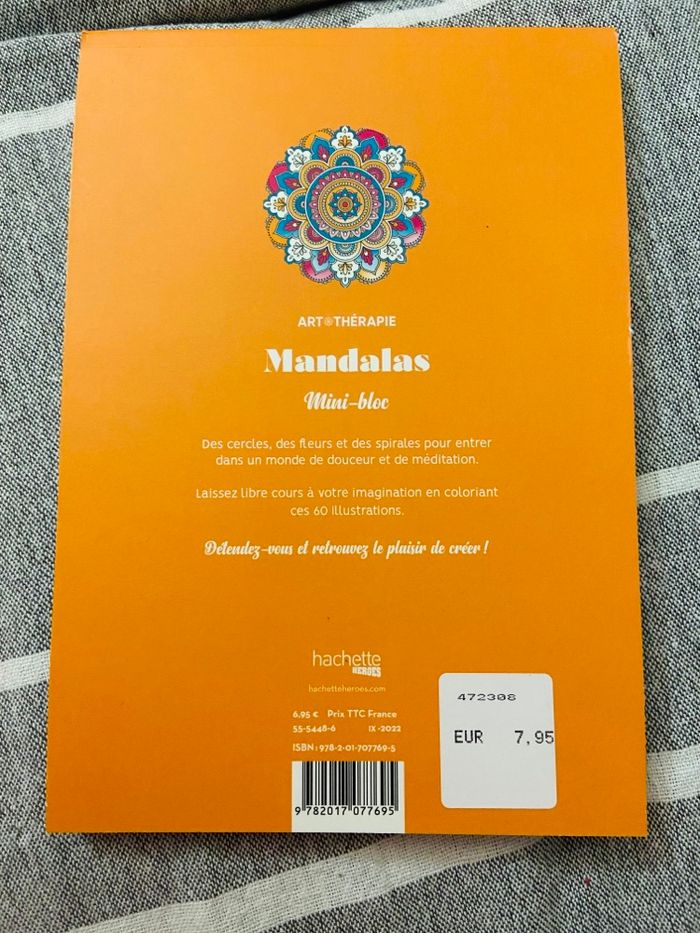 ART THÉRAPIE
Mandalas
Mini-bloc
Des cercles, des fleurs et des spirales pour entrer
dans un monde de douceur et de méditation.
Laissez libre cours à votre imagination en coloriant
ces 60 illustrations.
Détendez-vous et retrouvez le plaisir de créer !
hachette
HEROES
hachetteheroes.com
6,95 € Prix TTC France
55-5448-6 IX-2022
ISBN : 978-2-01-707769-5
9 782017 077695
472308
EUR 7,95